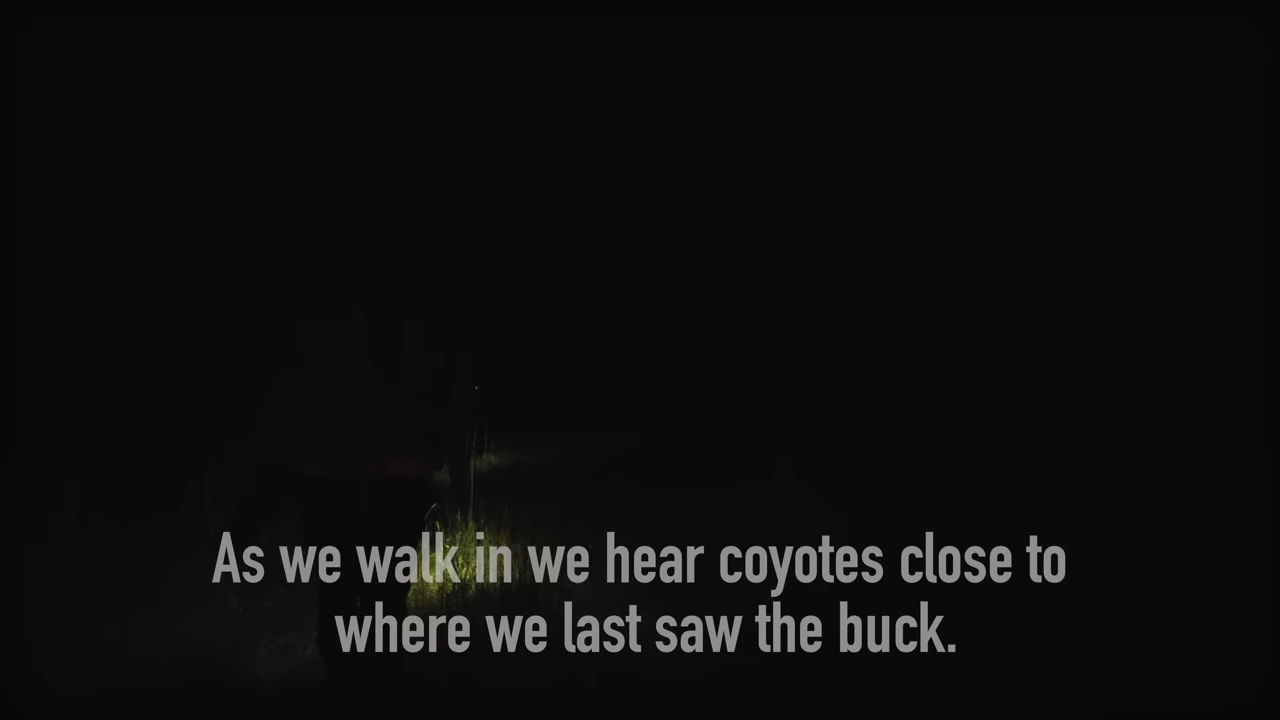 As we walk in we hear coyotes close to
where we last saw the buck.